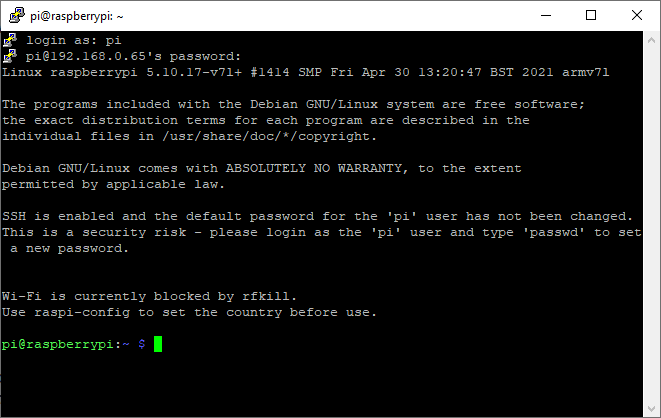 pi@raspberrypi: ~
login as: pi
pi@192.168.0.65's password:
Linux raspberrypi 5.10.17-v7l+ #1414 SMP Fri Apr 30 13:20:47 BST 2021 armv7l
The programs included with the Debian GNU/Linux system are free software;
the exact distribution terms for each program are described in the
individual files in /usr/share/doc/*/copyright.
Debian GNU/Linux comes with ABSOLUTELY NO WARRANTY, to the extent
permitted by applicable law.
SSH is enabled and the default password for the 'pi' user has not been changed.
This is a security risk - please login as the 'pi' user and type 'passwd' to set
a new password.
Wi-Fi is currently blocked by rfkill.
Use raspi-config to set the country before use.
pi@raspberrypi:~ $